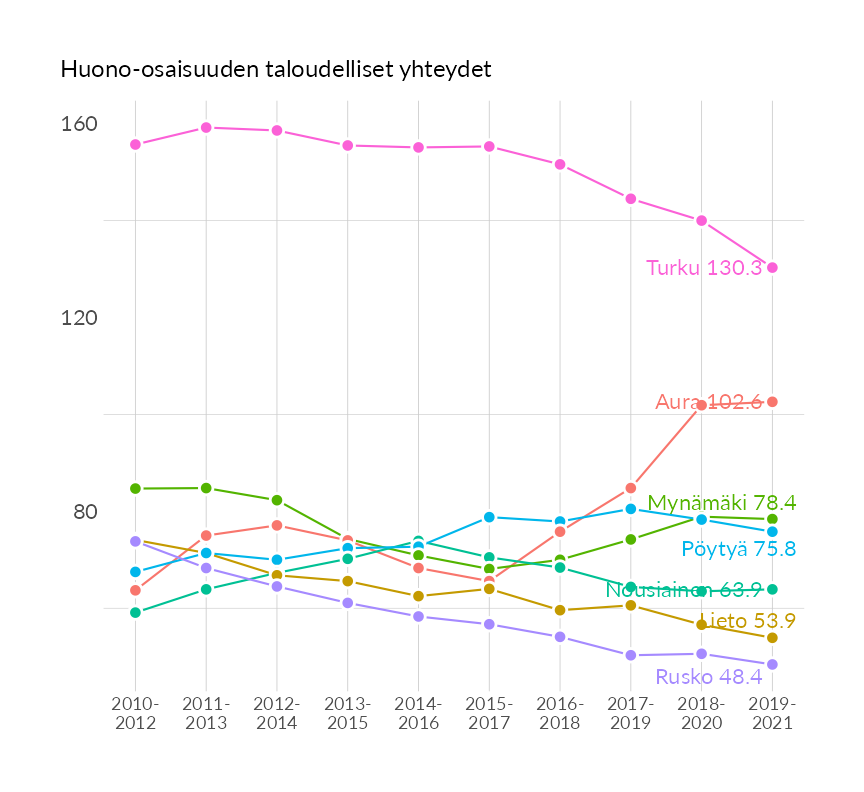 Huono-osaisuuden taloudelliset yhteydet
160
Turku 130.3
120
Aura 102.6
Mynämäki 78.4
80
Pöytyä 75.8
Nousiainen 63.9
Lieto 53.9
Rusko 48.4
2010- 2011- 2012- 2013- 2014- 2015- 2016- 2017- 2018- 2019-
2012 2013 2014 2015 2016 2017 2018 2019 2020 2021